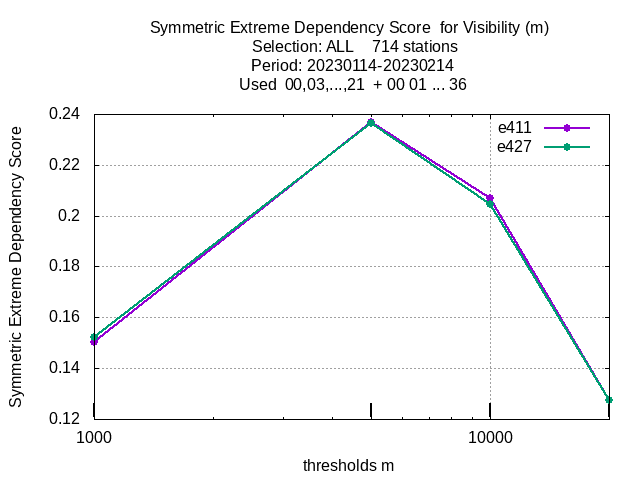 Symmetric Extreme Dependency Score  for Visibility (m)
Selection: ALL    714 stations
Period: 20230114-20230214
Used  00,03,...,21  + 00 01 ... 36
e411
e427
Symmetric Extreme Dependency Score
0.24
0.22
0.2
0.18
0.16
0.14
0.12
1000
10000
thresholds m